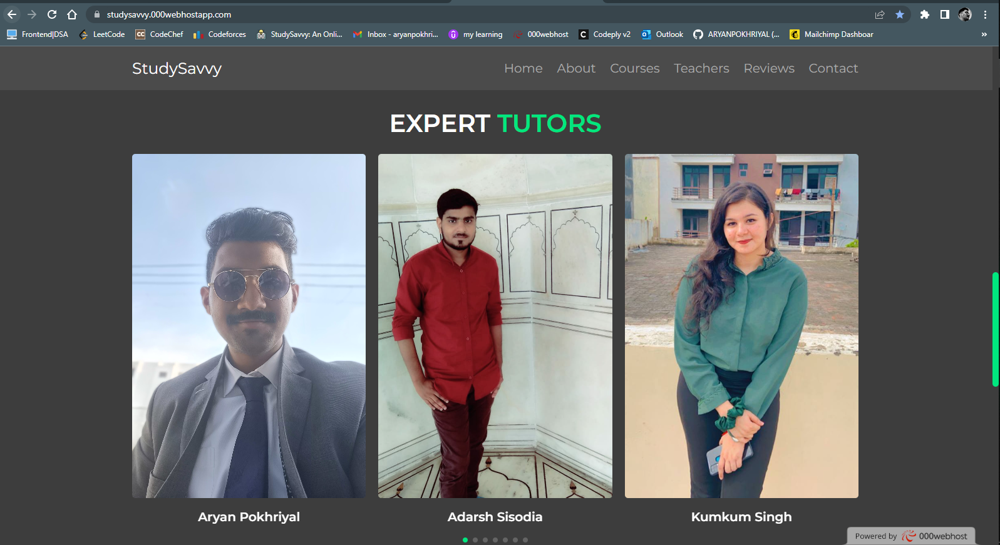 studysavvy.000webhostapp.com
Frontend|DSA LeetCode CC CodeChef Codeforces StudySavvy: An Onli... Inbox - aryanpokhri... my learning 000webhost C Codeply v2 Outlook ARYANPOKHRIYAL (... Mailchimp Dashboar »
StudySavvy Home About Courses Teachers Reviews Contact
EXPERT TUTORS
Aryan Pokhriyal Adarsh Sisodia Kumkum Singh
Powered by 000webhost